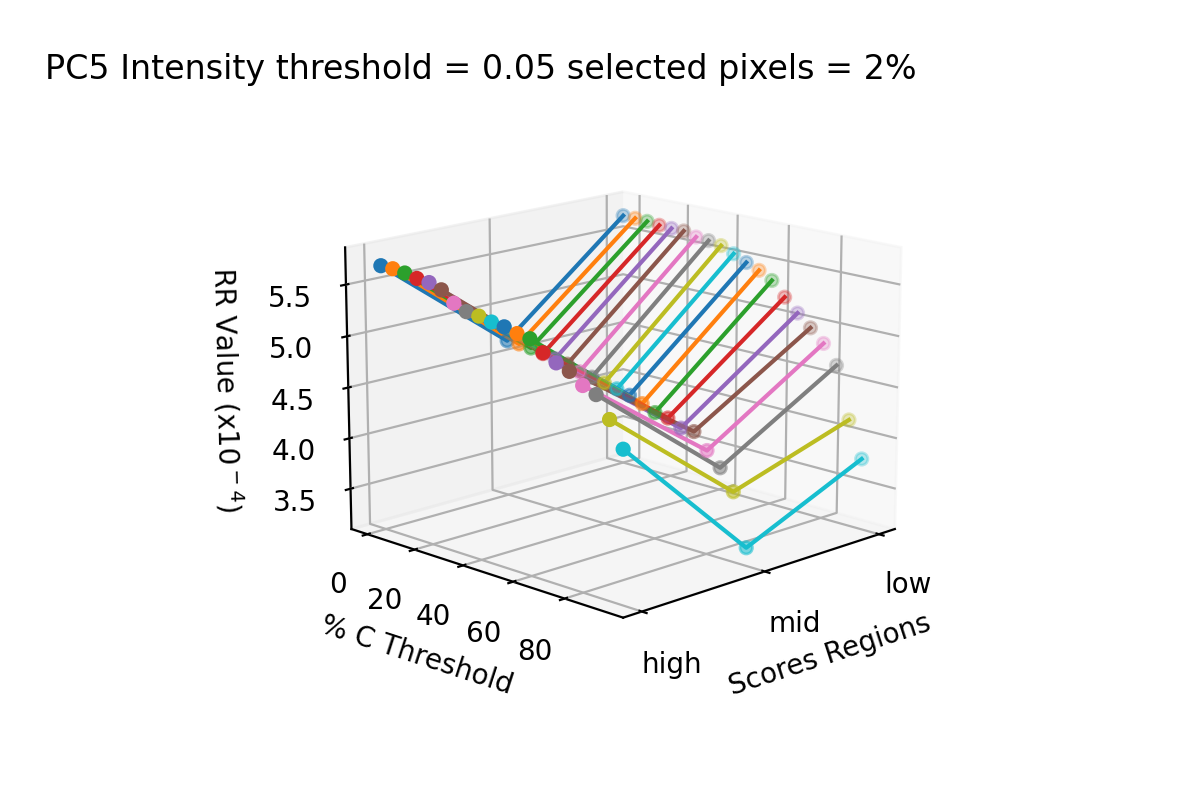 PC5 Intensity threshold = 0.05 selected pixels = 2%
RR Value (x10⁻⁴)
5.5
5.0
4.5
4.0
3.5
0
20
40
60
80
% C Threshold
high
mid
low
Scores Regions